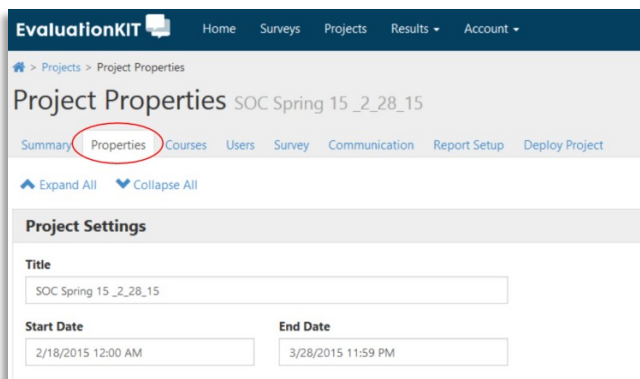 EvaluationKIT Home Surveys Projects Results Account
> Projects > Project Properties
Project Properties SOC Spring 15 _2_28_15
Summary Properties Courses Users Survey Communication Report Setup Deploy Project
Expand All Collapse All
Project Settings
Title
SOC Spring 15 _2_28_15
Start Date End Date
2/18/2015 12:00 AM 3/28/2015 11:59 PM